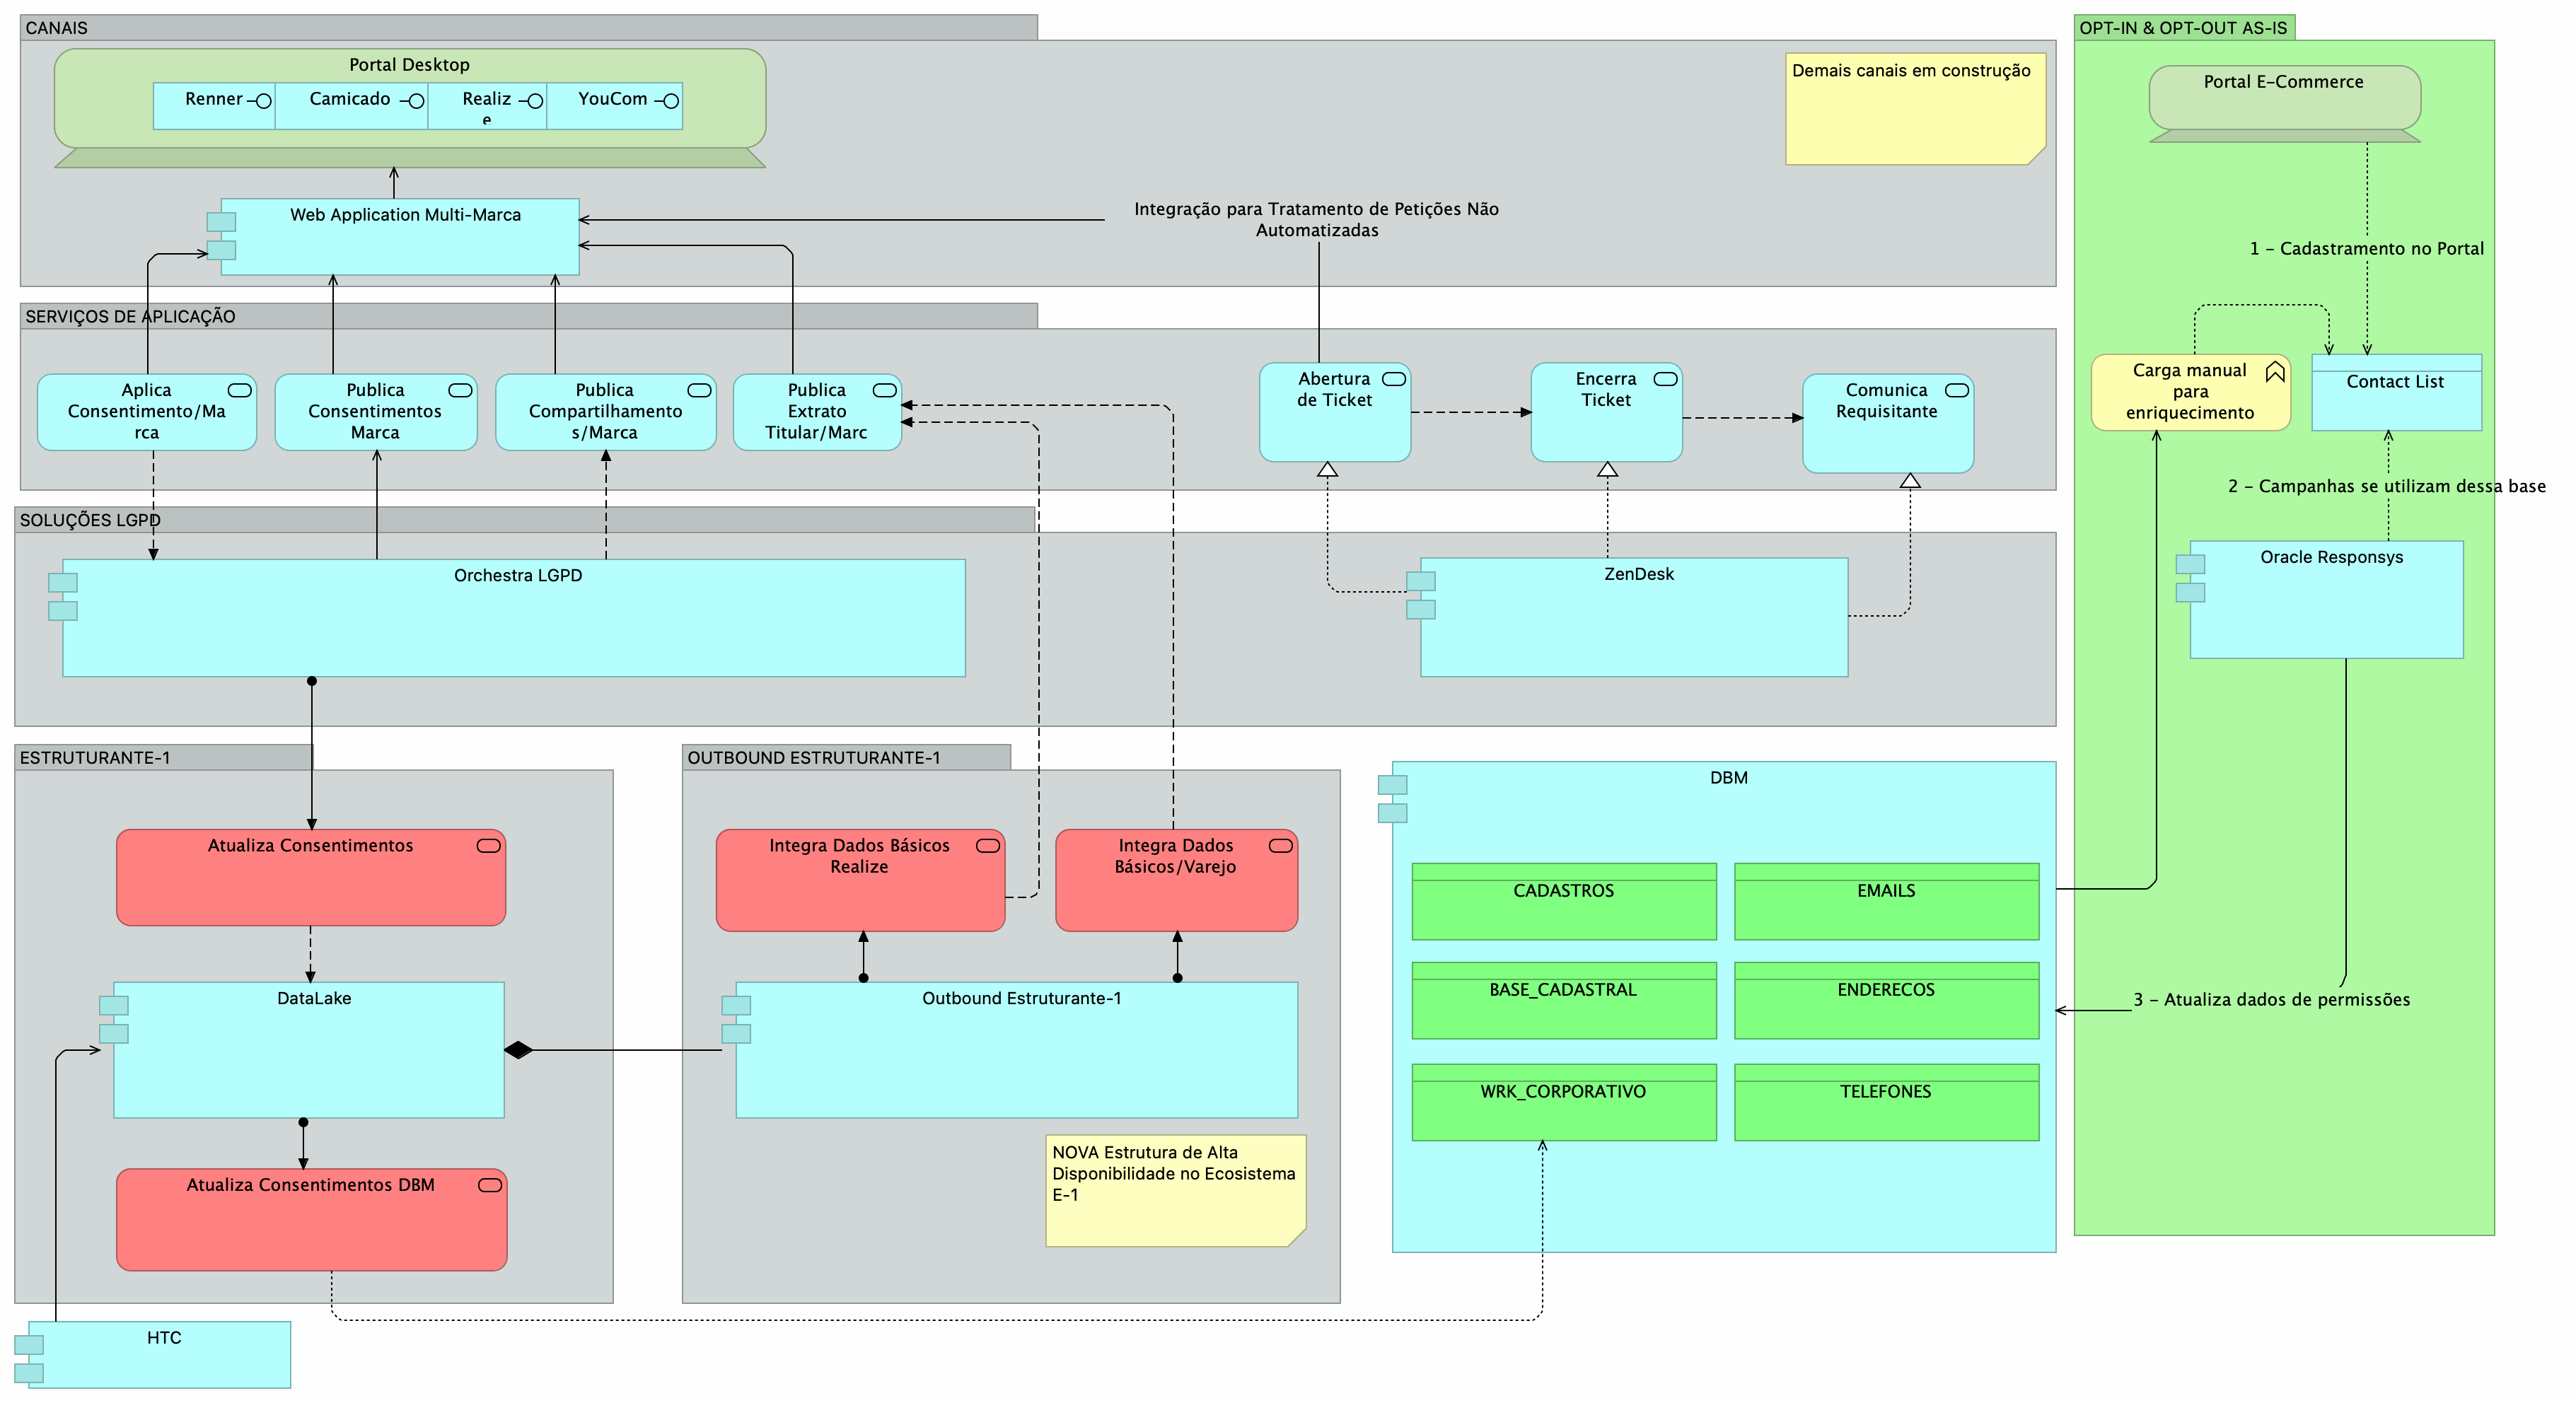 CANAIS
Portal Desktop
Renner
Camicado
Realiz
e
YouCom
Demais canais em construção
Web Application Multi-Marca
Integração para Tratamento de Petições Não
Automatizadas
SERVIÇOS DE APLICAÇÃO
Aplica
Consentimento/Ma
rca
Publica
Consentimentos
Marca
Publica
Compartilhamento
s/Marca
Publica
Extrato
Titular/Marc
Abertura
de Ticket
Encerra
Ticket
Comunica
Requisitante
SOLUÇÕES LGPD
Orchestra LGPD
ZenDesk
ESTRUTURANTE-1
Atualiza Consentimentos
DataLake
Atualiza Consentimentos DBM
HTC
OUTBOUND ESTRUTURANTE-1
Integra Dados Básicos
Realize
Integra Dados
Básicos/Varejo
Outbound Estruturante-1
NOVA Estrutura de Alta
Disponibilidade no Ecosistema
E-1
DBM
CADASTROS
EMAILS
BASE_CADASTRAL
ENDERECOS
WRK_CORPORATIVO
TELEFONES
OPT-IN & OPT-OUT AS-IS
Portal E-Commerce
1 - Cadastramento no Portal
Carga manual
para
enriquecimento
Contact List
2 - Campanhas se utilizam dessa base
Oracle Responsys
3 - Atualiza dados de permissões